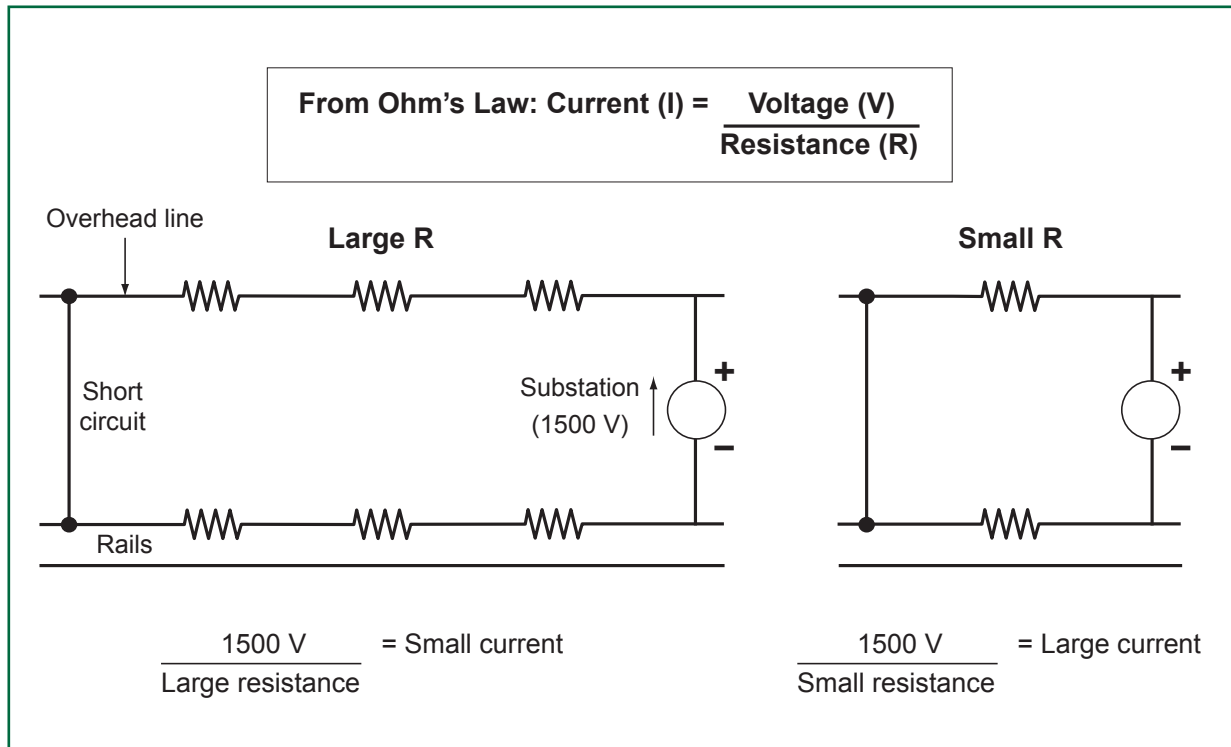 From Ohm's Law: Current (I) = Voltage (V)
Resistance (R)
Overhead line
Large R
Small R
Short
circuit
Substation
(1500 V)
+
−
+
−
Rails
1500 V = Small current
Large resistance
1500 V = Large current
Small resistance